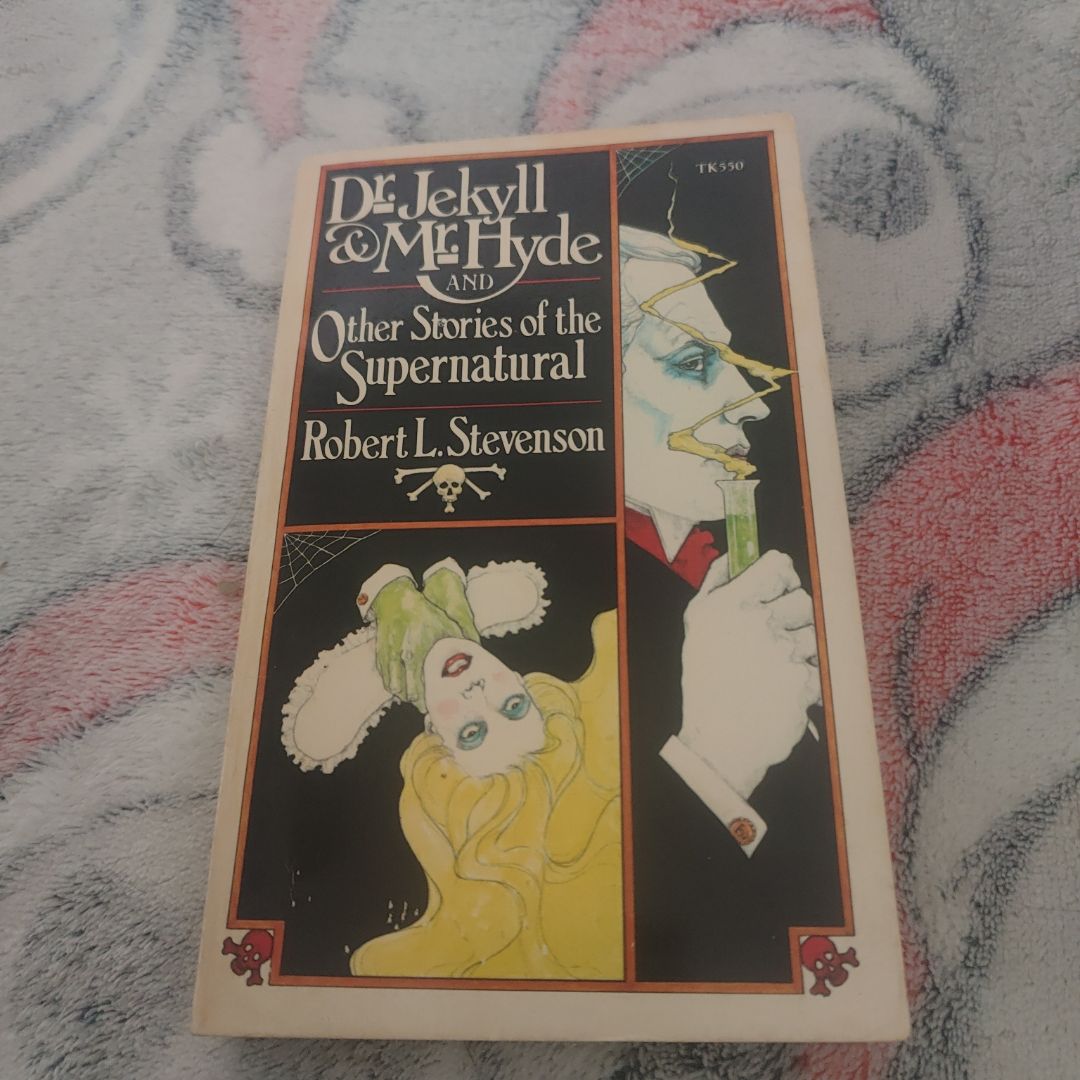 Dr. Jekyll
& Mr. Hyde
AND
Other Stories of the
Supernatural
Robert L. Stevenson
TK550